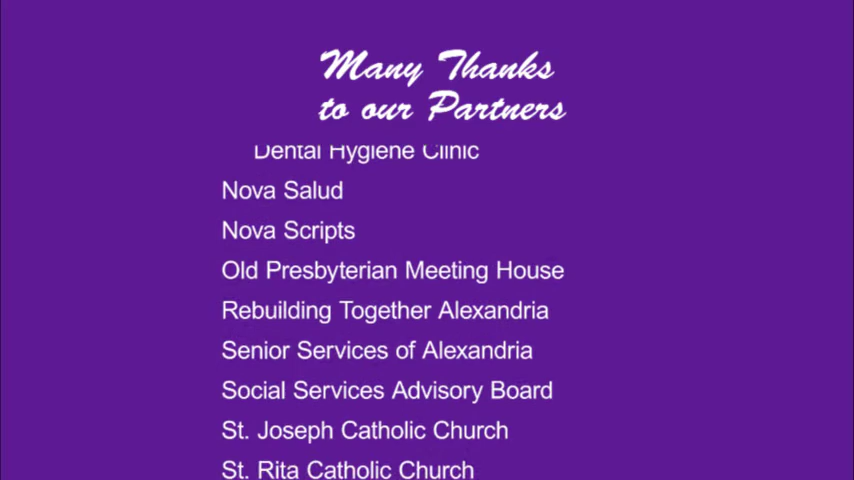 Many Thanks
to our Partners
Dental Hygiene Clinic
Nova Salud
Nova Scripts
Old Presbyterian Meeting House
Rebuilding Together Alexandria
Senior Services of Alexandria
Social Services Advisory Board
St. Joseph Catholic Church
St. Rita Catholic Church